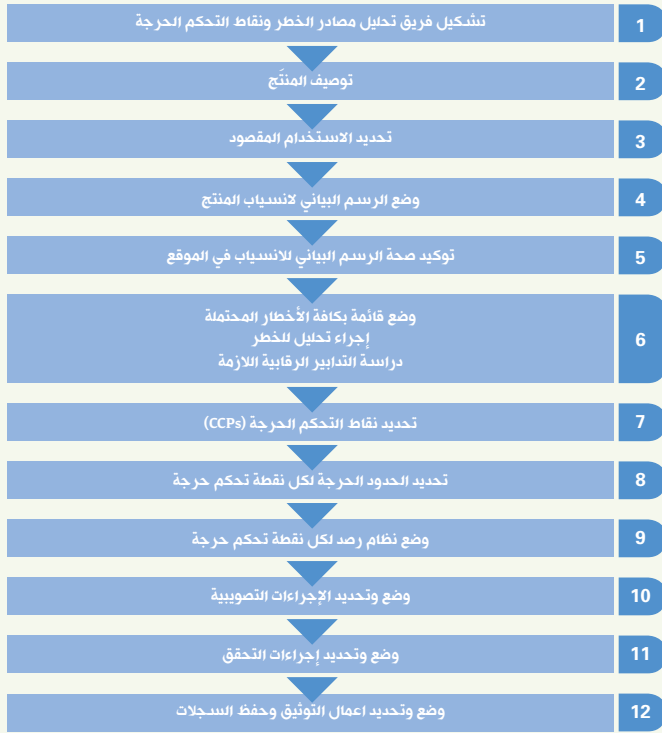 1 تشكيل فريق تحليل مصادر الخطر ونقاط التحكم الحرجة
2 توصيف المنتَج
3 تحديد الاستخدام المقصود
4 وضع الرسم البياني لانسياب المنتج
5 توكيد صحة الرسم البياني للانسياب في الموقع
6 وضع قائمة بكافة الأخطار المحتملة
إجراء تحليل للخطر
دراسة التدابير الرقابية اللازمة
7 تحديد نقاط التحكم الحرجة (CCPs)
8 تحديد الحدود الحرجة لكل نقطة تحكم حرجة
9 وضع نظام رصد لكل نقطة تحكم حرجة
10 وضع وتحديد الإجراءات التصويبية
11 وضع وتحديد إجراءات التحقق
12 وضع وتحديد اعمال التوثيق وحفظ السجلات